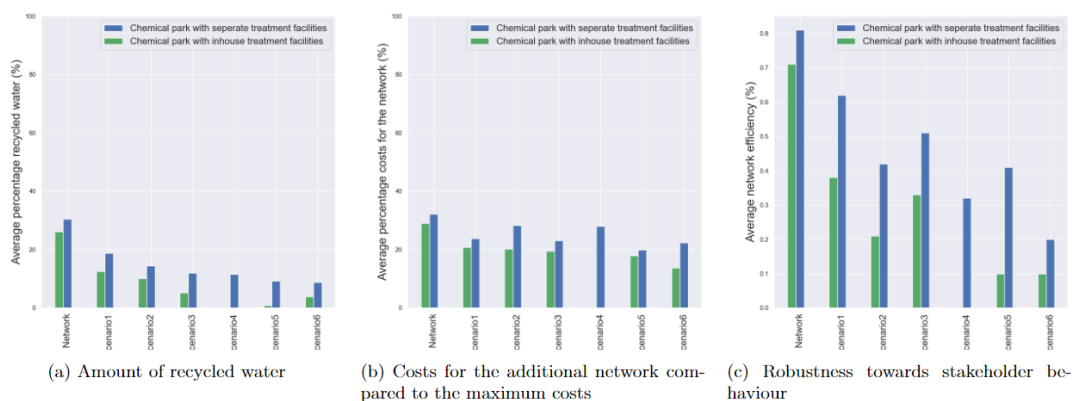 Average percentage recycled water (%)
100
80
60
40
20
0
Chemical park with seperate treatment facilities
Chemical park with inhouse treatment facilities
Network
cenario1
cenario2
cenario3
cenario4
cenario5
cenario6
(a) Amount of recycled water
Average percentage costs for the network (%)
100
80
60
40
20
0
Chemical park with seperate treatment facilities
Chemical park with inhouse treatment facilities
Network
cenario1
cenario2
cenario3
cenario4
cenario5
cenario6
(b) Costs for the additional network com-
pared to the maximum costs
Average network efficiency (%)
0.8
0.7
0.6
0.5
0.4
0.3
0.2
0.1
0.0
Chemical park with seperate treatment facilities
Chemical park with inhouse treatment facilities
Network
cenario1
cenario2
cenario3
cenario4
cenario5
cenario6
(c) Robustness towards stakeholder be-
haviour